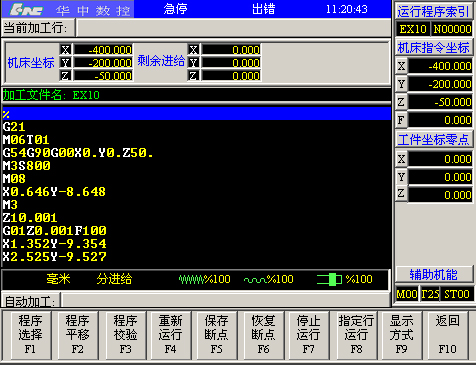 华中数控 急停 出错 11:20:43 运行程序索引
当前加工行: EX10 N00000
机床坐标 X -400.000 剩余进给 X 0.000 机床指令坐标
Y -200.000 Y 0.000 X -400.000
Z -50.000 Z 0.000 Y -200.000
加工文件名: EX10 Z -50.000
% F 0.000
G21 工件坐标零点
M06T01 X 0.000
G54G90G00X0.Y0.Z50. Y 0.000
M3S800 Z 0.000
M08
X0.646Y-8.648
M3
Z10.001
G01Z0.001F100
X1.352Y-9.354
X2.525Y-9.527
毫米 分进给 %100 %100 %100 辅助机能
M00 T25 ST00
自动加工:
程序选择 F1
程序平移 F2
程序校验 F3
重新运行 F4
保存断点 F5
恢复断点 F6
停止运行 F7
指定行运行 F8
显示方式 F9
返回 F10